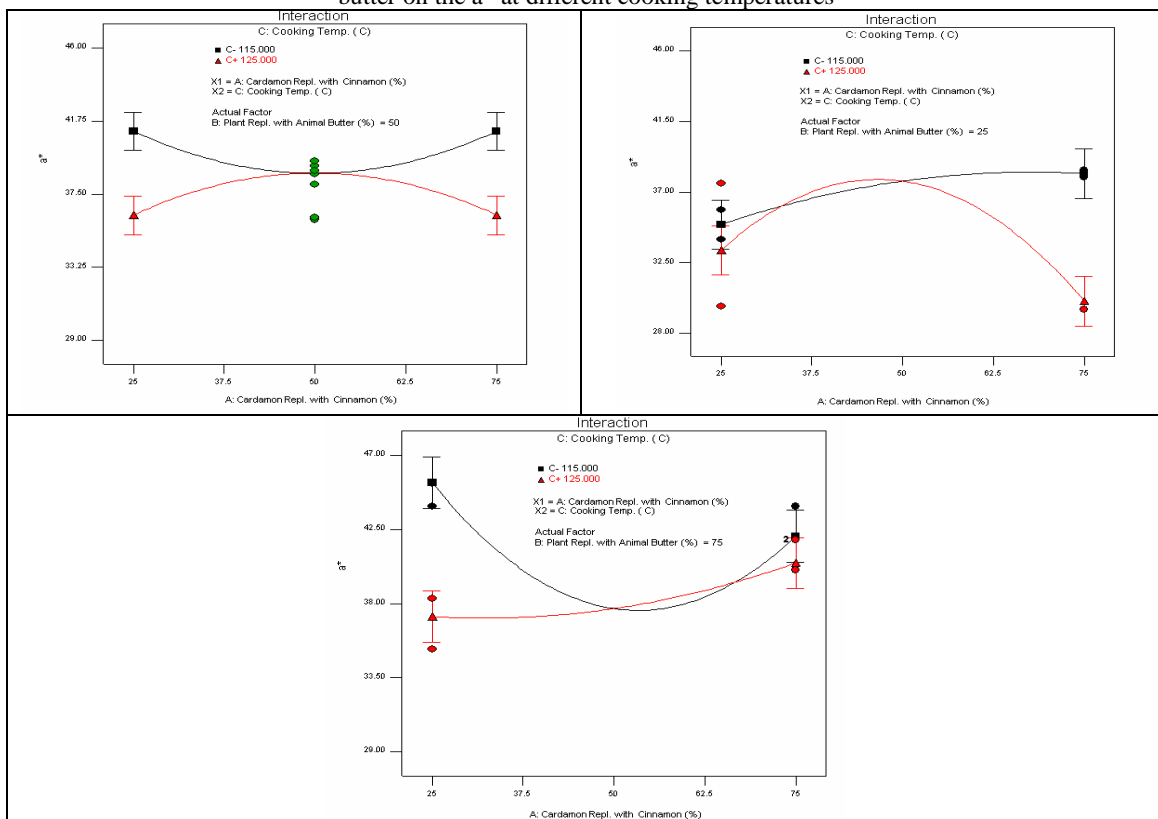 butter on the a* at different cooking temperatures
Interaction
C: Cooking Temp. ( C)
C- 115.000
C+ 125.000
X1 = A: Cardamon Repl. with Cinnamon (%)
X2 = C: Cooking Temp. ( C)
Actual Factor
B: Plant Repl. with Animal Butter (%) = 50
46.00
41.75
37.50
33.25
29.00
a*
25
37.5
50
62.5
75
A: Cardamon Repl. with Cinnamon (%)
Interaction
C: Cooking Temp. ( C)
C- 115.000
C+ 125.000
X1 = A: Cardamon Repl. with Cinnamon (%)
X2 = C: Cooking Temp. ( C)
Actual Factor
B: Plant Repl. with Animal Butter (%) = 25
46.00
41.50
37.00
32.50
28.00
a*
25
37.5
50
62.5
75
A: Cardamon Repl. with Cinnamon (%)
Interaction
C: Cooking Temp. ( C)
C- 115.000
C+ 125.000
X1 = A: Cardamon Repl. with Cinnamon (%)
X2 = C: Cooking Temp. ( C)
Actual Factor
B: Plant Repl. with Animal Butter (%) = 75
47.00
42.50
38.00
33.50
29.00
a*
2
25
37.5
50
62.5
75
A: Cardamon Repl. with Cinnamon (%)